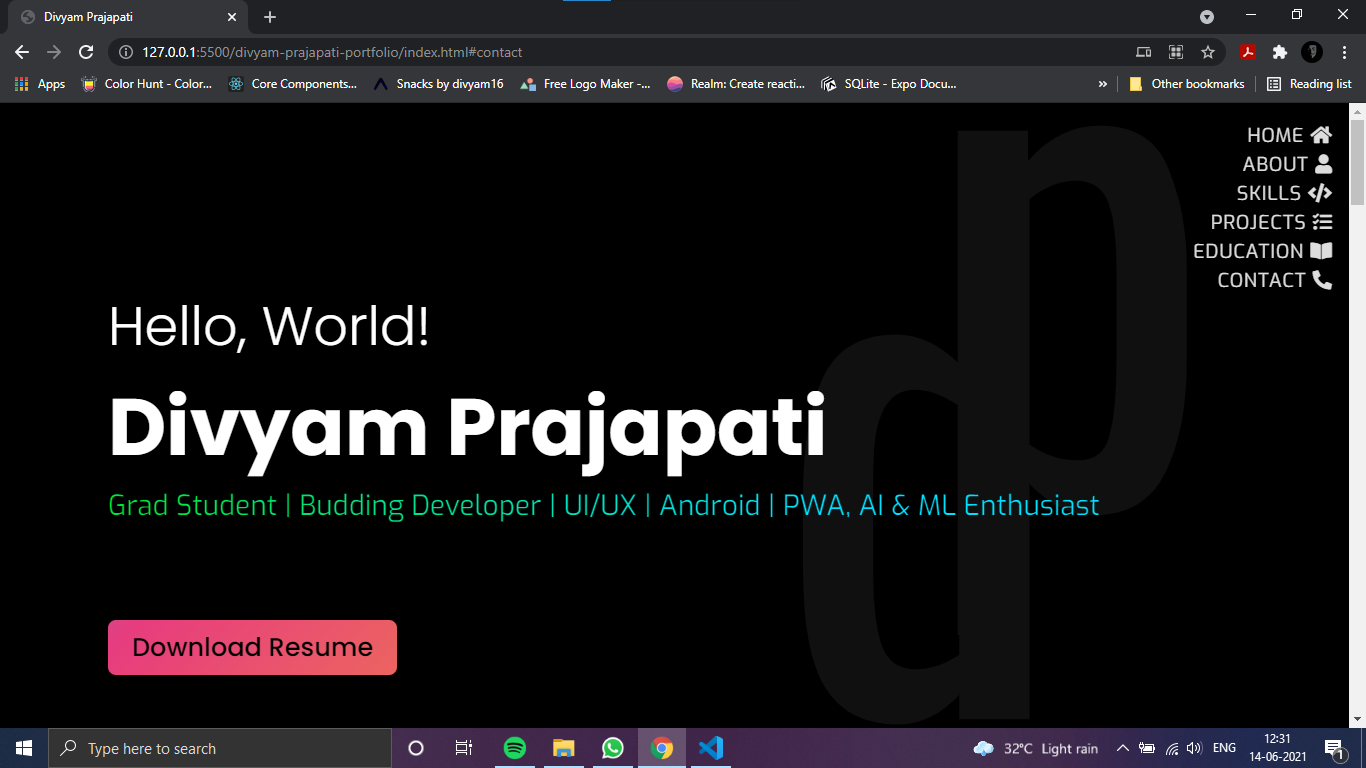 Divyam Prajapati
127.0.0.1:5500/divyam-prajapati-portfolio/index.html#contact
Apps Color Hunt - Color... Core Components... Snacks by divyam16 Free Logo Maker -... Realm: Create reacti... SQLite - Expo Docu... » Other bookmarks Reading list
HOME
ABOUT
SKILLS
PROJECTS
EDUCATION
CONTACT
dp
Hello, World!
Divyam Prajapati
Grad Student | Budding Developer | UI/UX | Android | PWA, AI & ML Enthusiast
Download Resume
Type here to search
32°C Light rain
ENG
12:31
14-06-2021
1